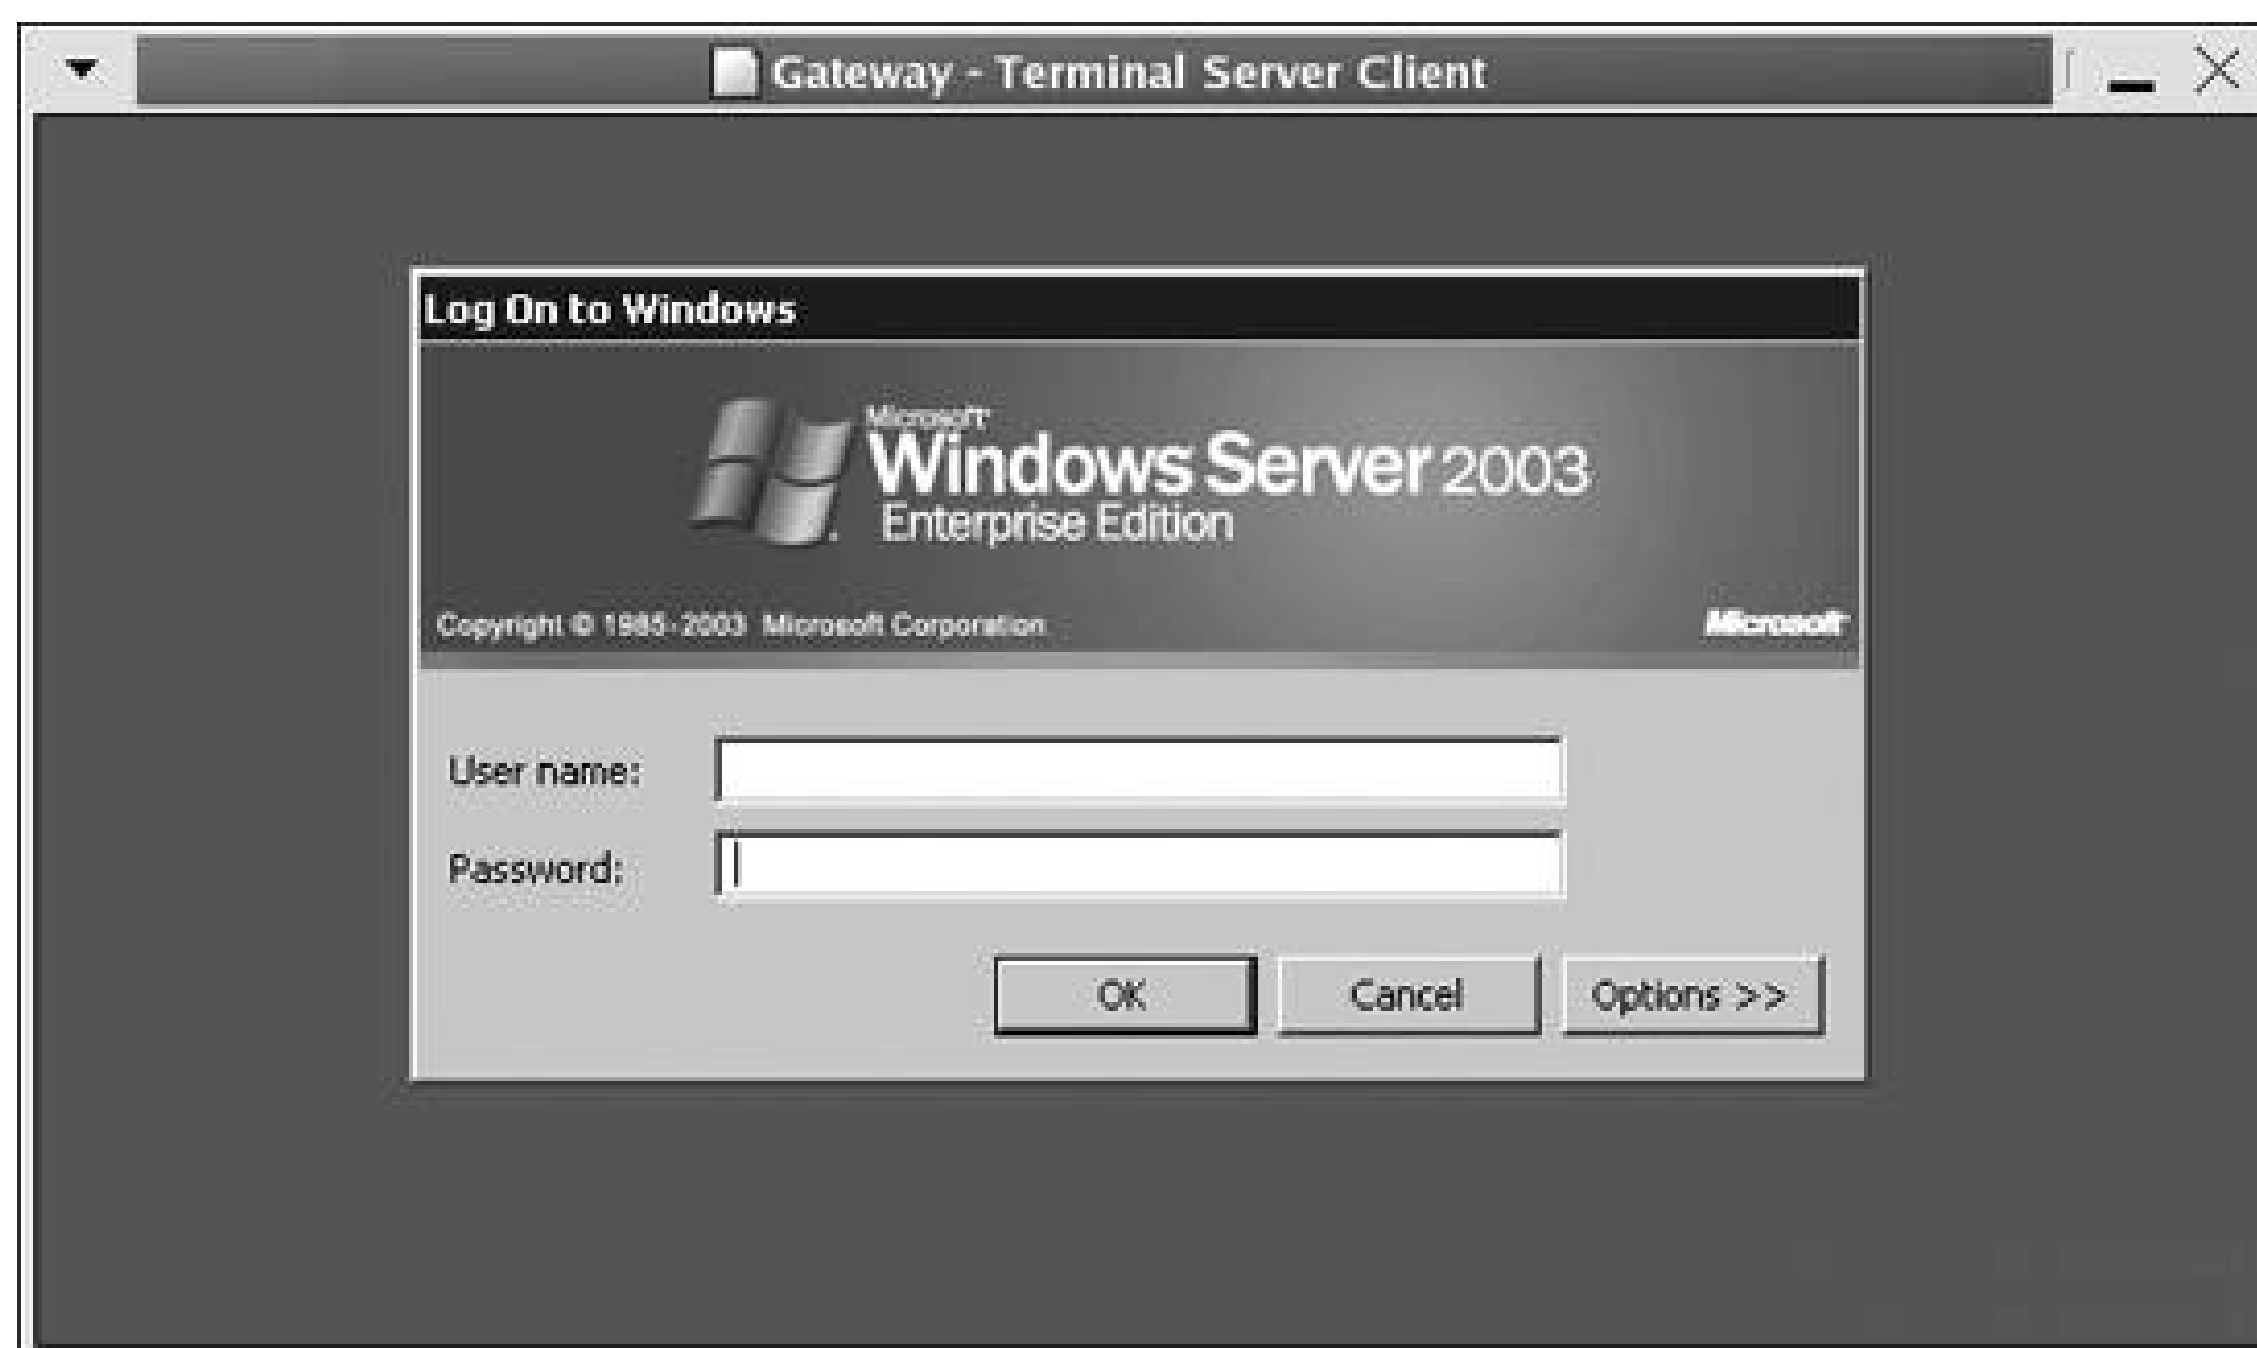 Gateway - Terminal Server Client
Log On to Windows
Microsoft
Windows Server 2003
Enterprise Edition
Copyright © 1985-2003 Microsoft Corporation
Microsoft
User name:
Password:
OK Cancel Options >>